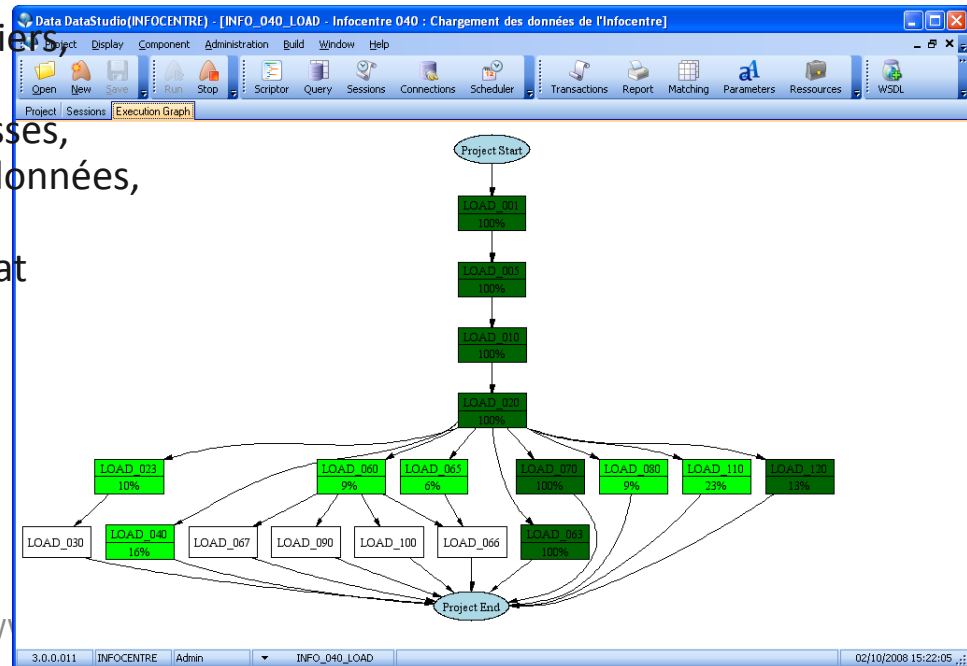 Data DataStudio(INFOCENTRE) - [INFO_040_LOAD - Infocentre 040 : Chargement des données de l'Infocentre]
iers,
Project Display Component Administration Build Window Help
Open New Save Run Stop Scriptor Query Sessions Connections Scheduler Transactions Report Matching Parameters Ressources WSDL
Project Sessions Execution Graph
sses,
données,
at
Project Start
LOAD_001
100%
LOAD_005
100%
LOAD_010
100%
LOAD_020
100%
LOAD_023 LOAD_060 LOAD_065 LOAD_070 LOAD_080 LOAD_110 LOAD_120
10% 9% 6% 100% 9% 23% 13%
LOAD_030 LOAD_040 LOAD_067 LOAD_090 LOAD_100 LOAD_066 LOAD_063
16% 100%
Project End
3.0.0.011 INFOCENTRE Admin INFO_040_LOAD 02/10/2008 15:22:05